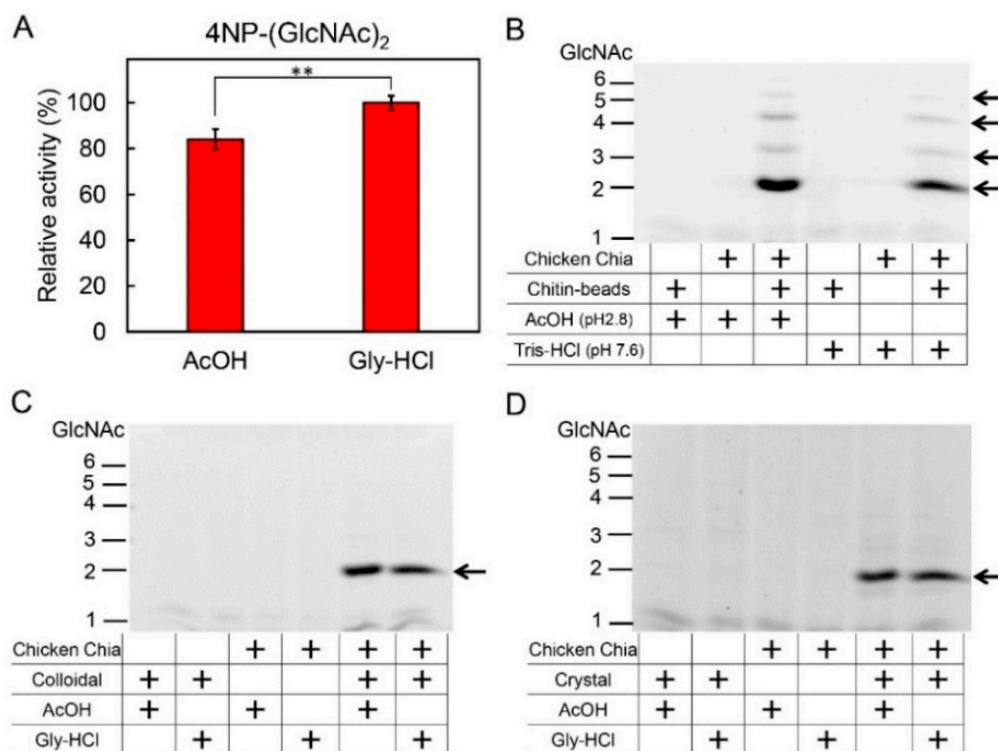 A
4NP-(GlcNAc)₂
**
Relative activity (%)
100
80
60
40
20
0
AcOH Gly-HCl
B
GlcNAc
6
5
4
3
2
1
Chicken Chia + + + +
Chitin-beads + + + +
AcOH (pH2.8) + + +
Tris-HCl (pH 7.6) + + +
C
GlcNAc
6
5
4
3
2
1
Chicken Chia + + + +
Colloidal + + + +
AcOH + + +
Gly-HCl + + +
D
GlcNAc
6
5
4
3
2
1
Chicken Chia + + + +
Crystal + + + +
AcOH + + +
Gly-HCl + + +